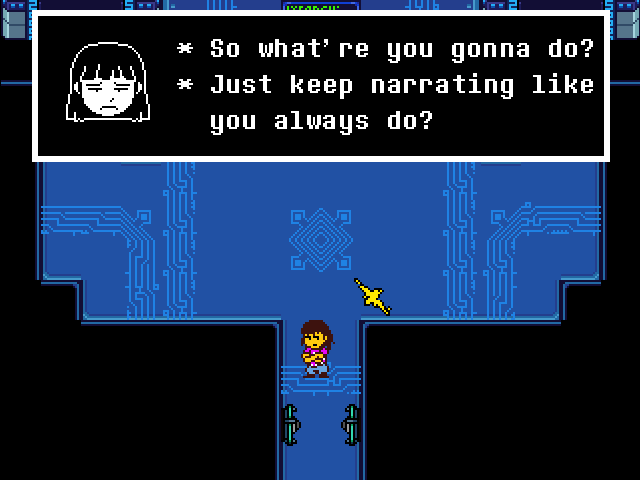 * So what're you gonna do?
* Just keep narrating like
you always do?